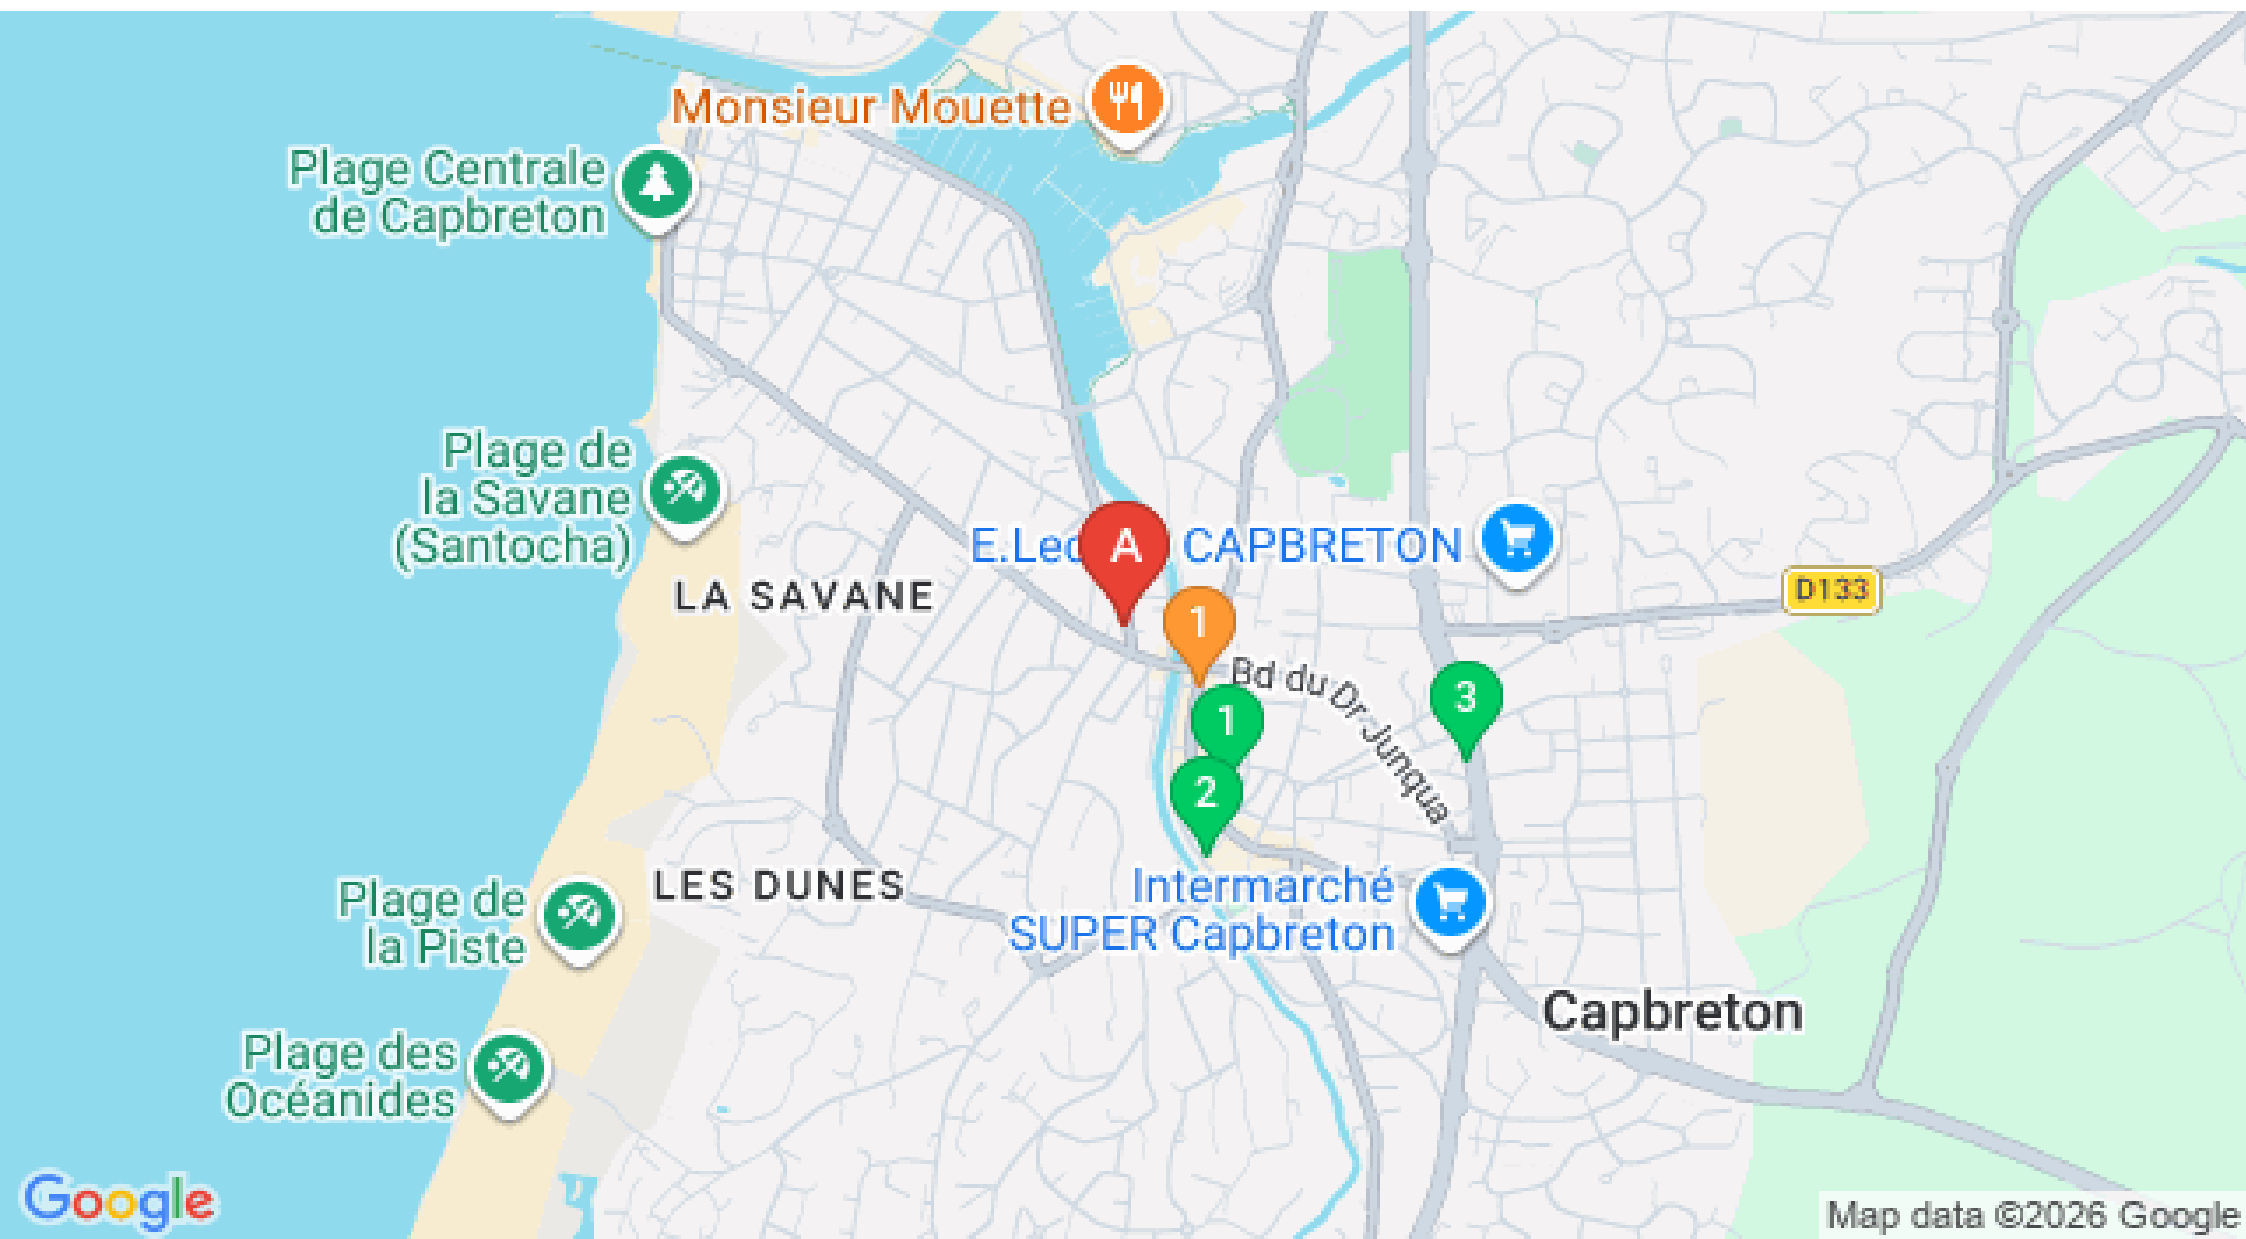 Monsieur Mouette
Plage Centrale
de Capbreton
Plage de
la Savane
(Santocha)
E.Lec
A
CAPBRETON
LA SAVANE
D133
1
Bd du Dr Junqua
3
1
2
LES DUNES
Intermarché
SUPER Capbreton
Plage de
la Piste
Capbreton
Plage des
Océanides
Google
Map data ©2026 Google